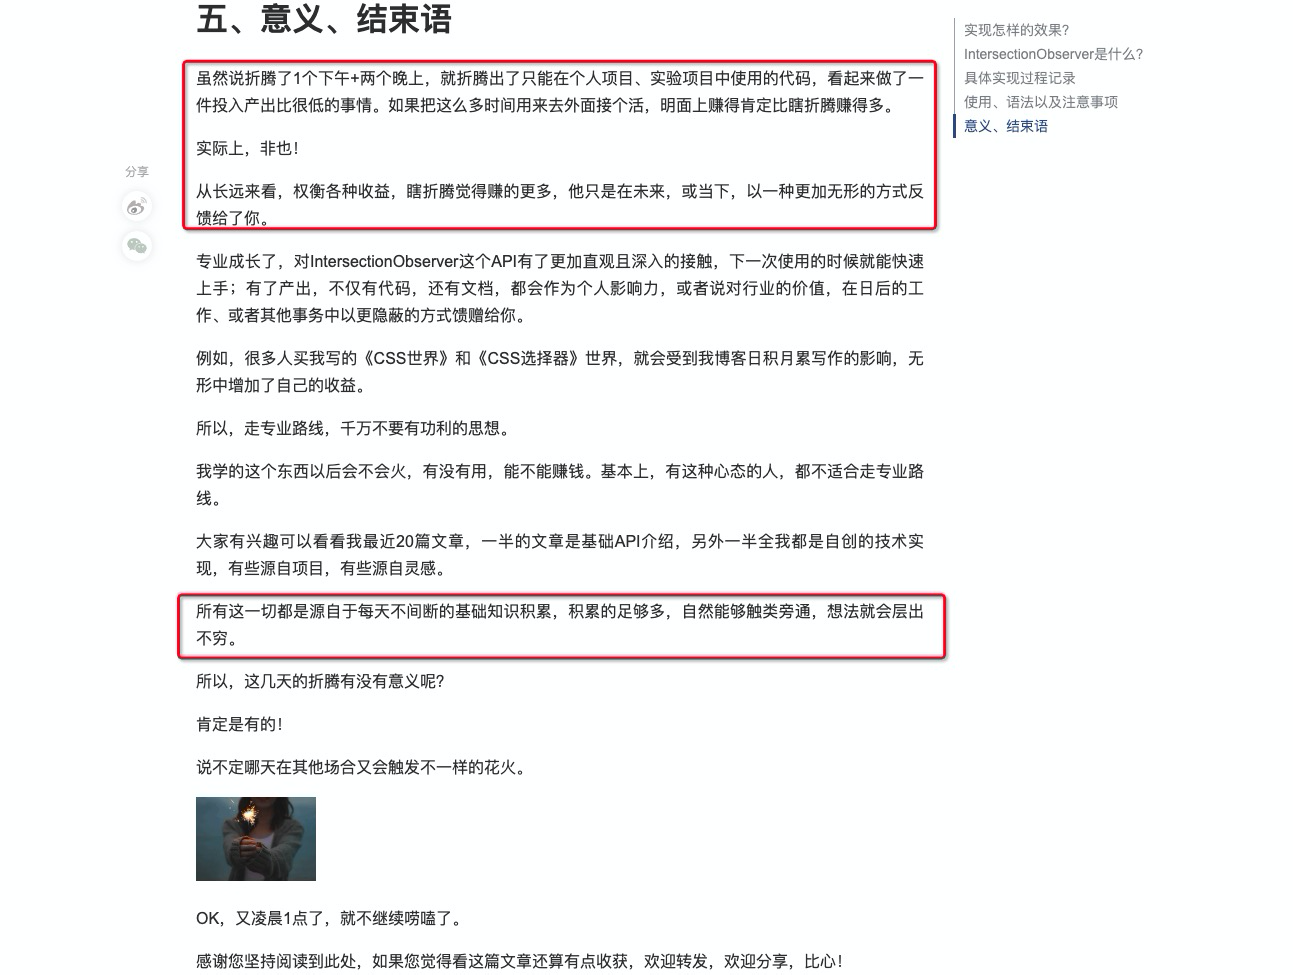 五、意义、结束语
虽然说折腾了1个下午+两个晚上，就折腾出了只能在个人项目、实验项目中使用的代码，看起来做了一
件投入产出比很低的事情。如果把这么多时间用来去外面接个活，明面上赚得肯定比瞎折腾赚得多。
实际上，非也！
从长远来看，权衡各种收益，瞎折腾觉得赚的更多，他只是在未来，或当下，以一种更加无形的方式反
馈给了你。
专业成长了，对IntersectionObserver这个API有了更加直观且深入的接触，下一次使用的时候就能快速
上手；有了产出，不仅有代码，还有文档，都会作为个人影响力，或者说对行业的价值，在日后的工
作、或者其他事务中以更隐蔽的方式馈赠给你。
例如，很多人买我写的《CSS世界》和《CSS选择器》世界，就会受到我博客日积月累写作的影响，无
形中增加了自己的收益。
所以，走专业路线，千万不要有功利的思想。
我学的这个东西以后会不会火，有没有用，能不能赚钱。基本上，有这种心态的人，都不适合走专业路
线。
大家有兴趣可以看看我最近20篇文章，一半的文章是基础API介绍，另外一半全我都是自创的技术实
现，有些源自项目，有些源自灵感。
所有这一切都是源自于每天不间断的基础知识积累，积累的足够多，自然能够触类旁通，想法就会层出
不穷。
所以，这几天的折腾有没有意义呢？
肯定是有的！
说不定哪天在其他场合又会触发不一样的花火。
OK，又凌晨1点了，就不继续唠嗑了。
感谢您坚持阅读到此处，如果您觉得看这篇文章还算有点收获，欢迎转发，欢迎分享，比心！
分享
实现怎样的效果？
IntersectionObserver是什么？
具体实现过程记录
使用、语法以及注意事项
意义、结束语